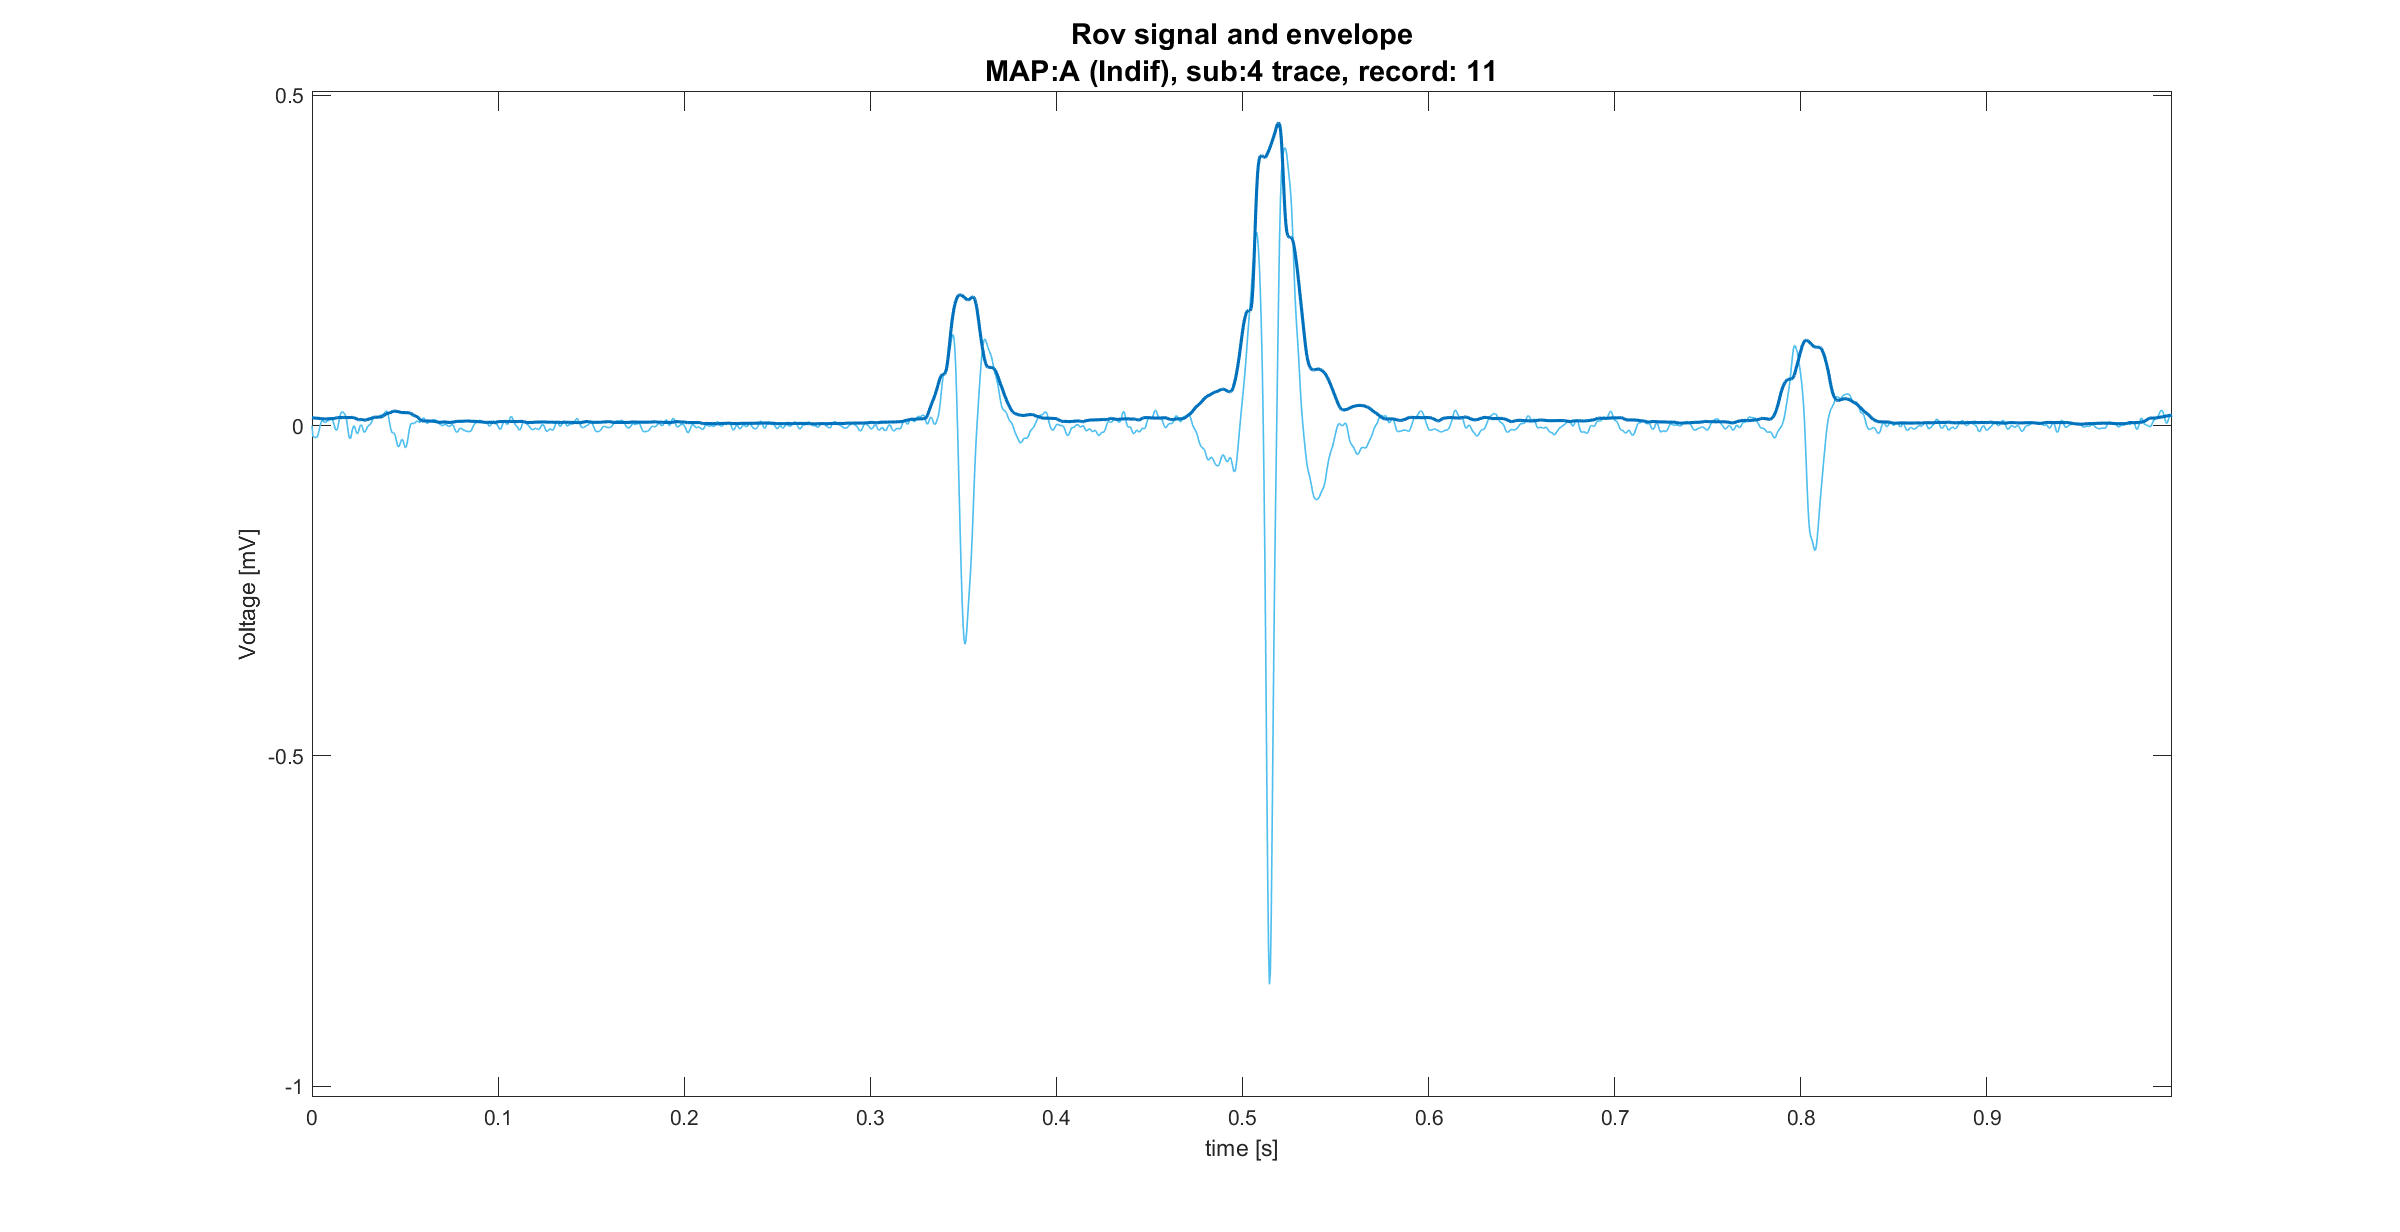 Rov signal and envelope
MAP:A (Indif), sub:4 trace, record: 11
0.5
0
-0.5
-1
Voltage [mV]
0 0.1 0.2 0.3 0.4 0.5 0.6 0.7 0.8 0.9
time [s]